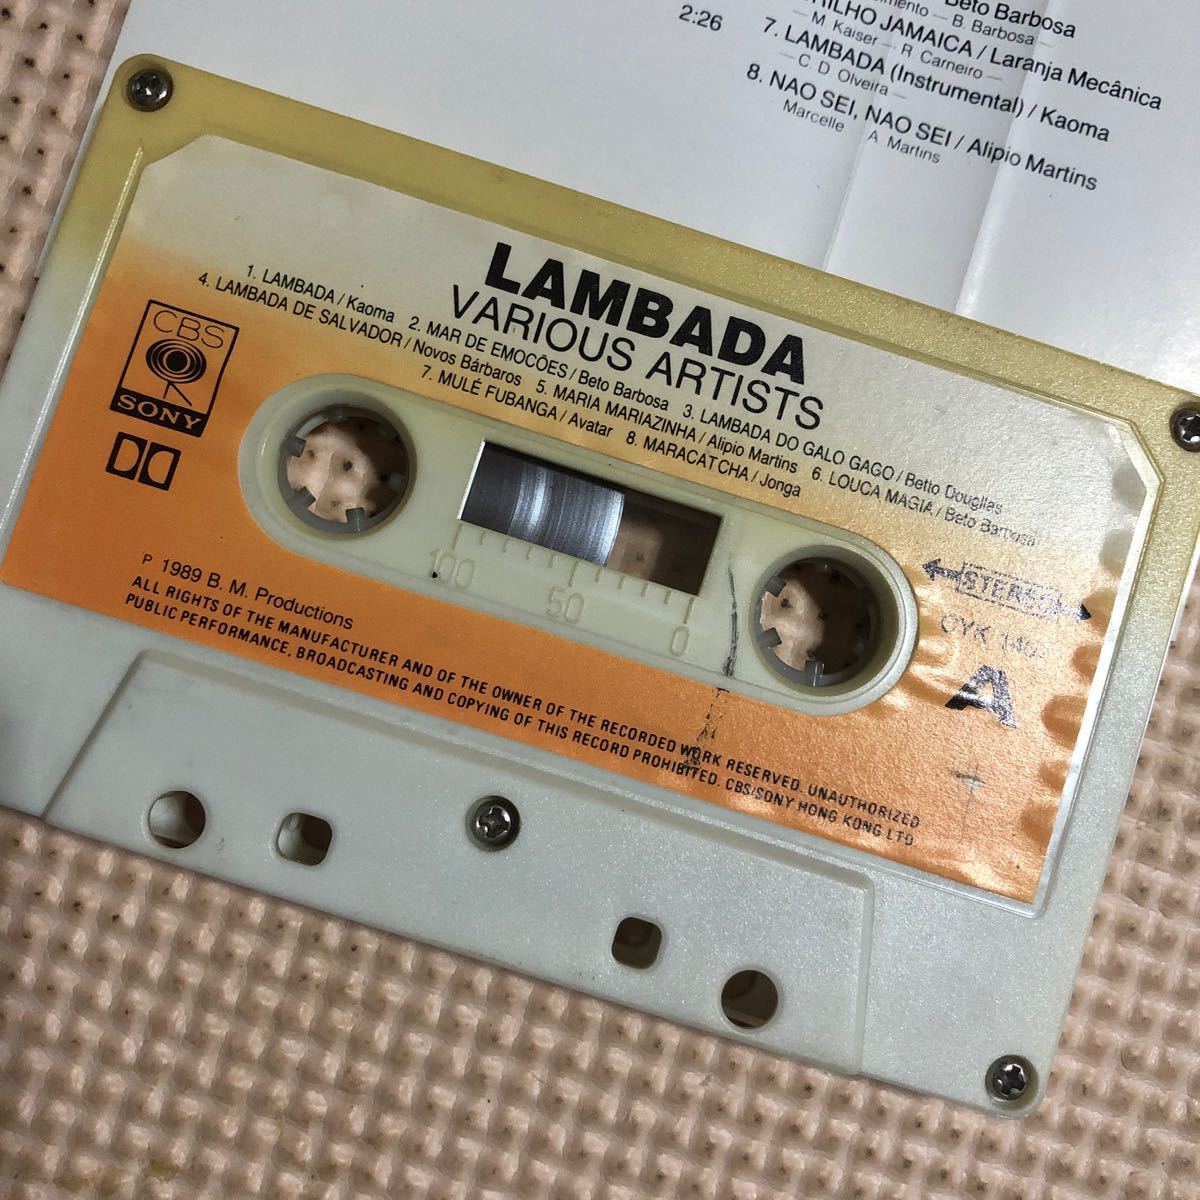 Beto Barbosa
B. Barbosa —
2:26
JAMAICA / Laranja Mecânica
— M. Kaiser — R. Carneiro —
7. LAMBADA (Instrumental) / Kaoma
— C. D. Olveira —
8. NAO SEI, NAO SEI / Alipio Martins
Marcelle A Martins
LAMBADA
VARIOUS ARTISTS
1. LAMBADA / Kaoma 2. MAR DE EMOCÕES / Beto Barbosa 3. LAMBADA DO GALO GAGO / Betto Dougllas
4. LAMBADA DE SALVADOR / Novos Bárbaros 5. MARIA MARIAZINHA / Alipio Martins 6. LOUCA MAGIA / Beto Barbosa
7. MULÉ FUBANGA / Avatar 8. MARACATCHA / Jonga
CBS
SONY
100
50
0
STEREO
CYK
A
P 1989 B. M. Productions
ALL RIGHTS OF THE MANUFACTURER AND OF THE OWNER OF THE RECORDED WORK RESERVED. UNAUTHORIZED
PUBLIC PERFORMANCE, BROADCASTING AND COPYING OF THIS RECORD PROHIBITED. CBS/SONY HONG KONG LTD.